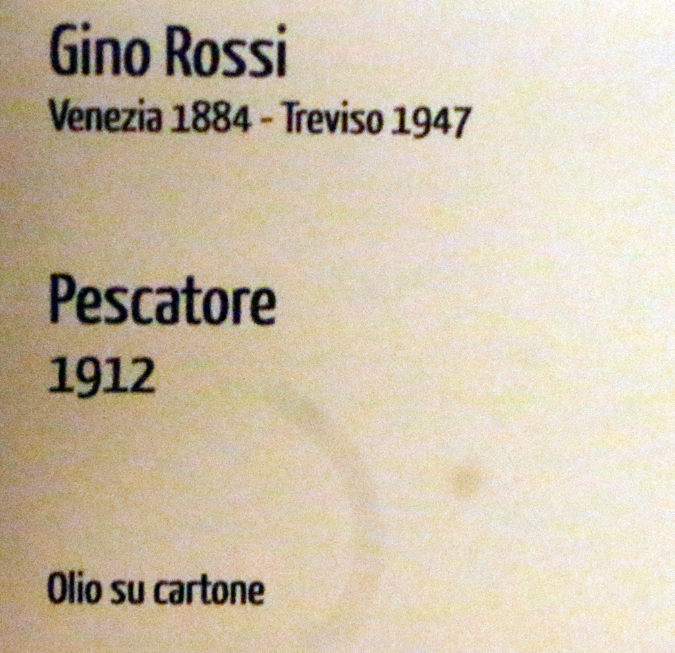 Gino Rossi
Venezia 1884 - Treviso 1947
Pescatore
1912
Olio su cartone